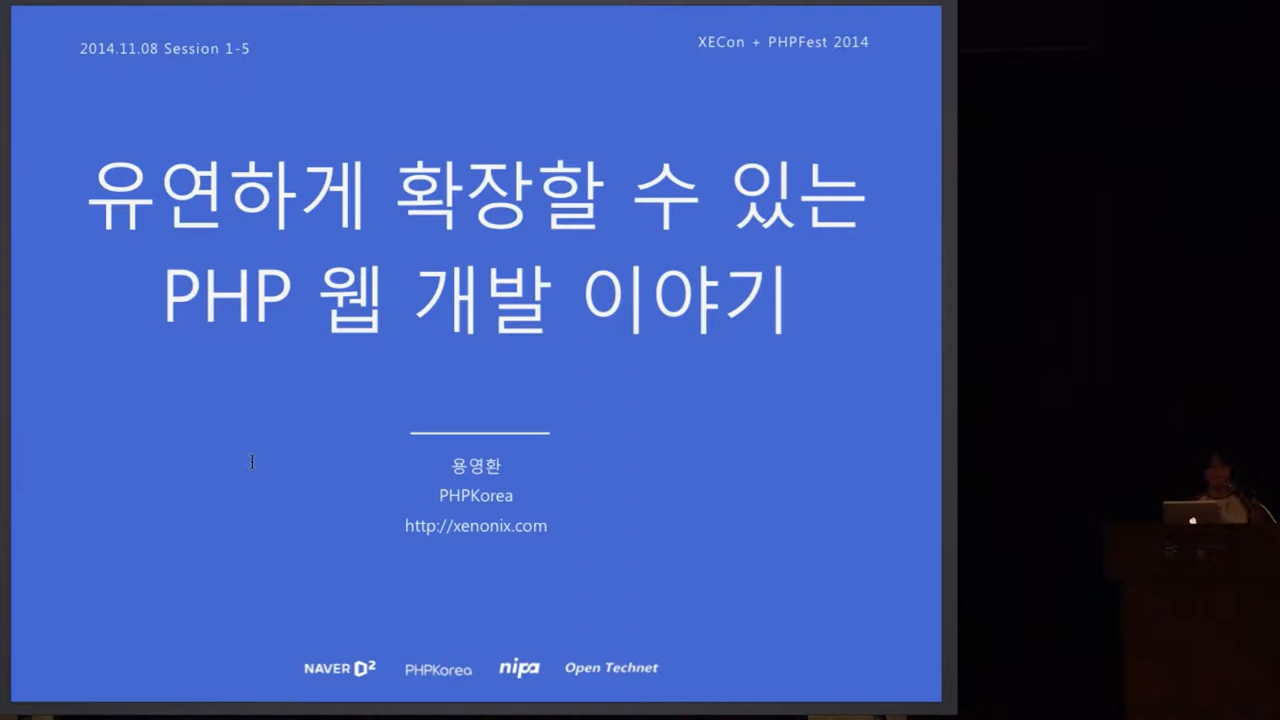 2014.11.08 Session 1-5
XECon + PHPFest 2014
유연하게 확장할 수 있는
PHP 웹 개발 이야기
용영환
PHPKorea
http://xenonix.com
NAVER D2 PHPKorea nipa Open Technet